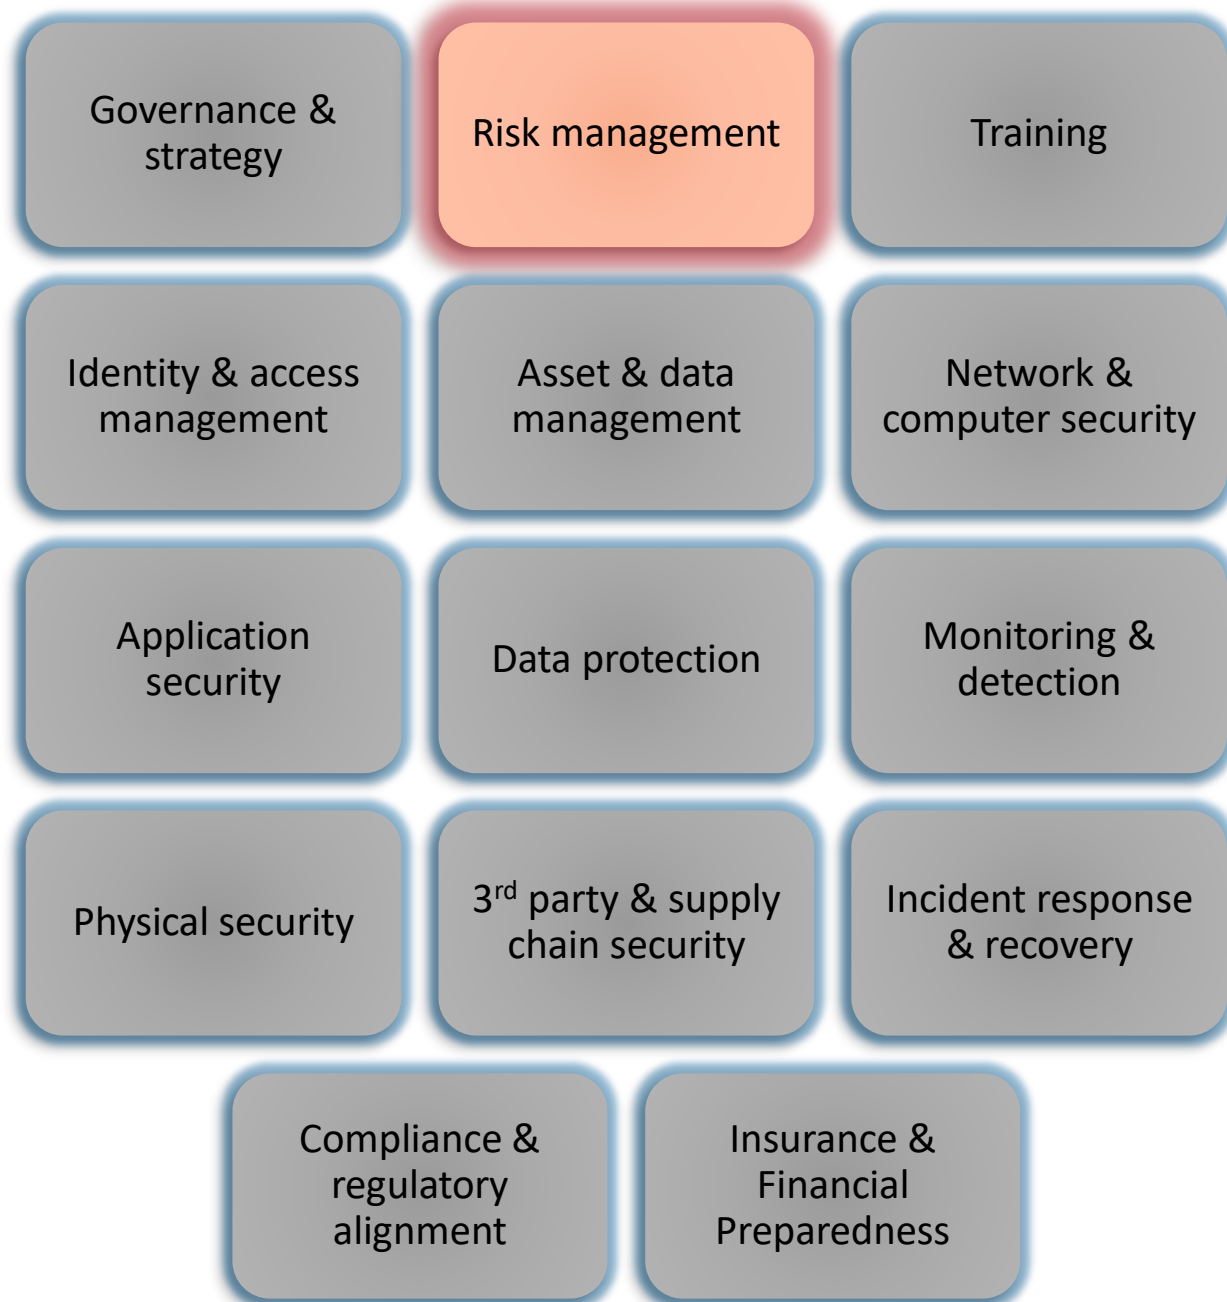 Governance &
strategy
Risk management
Training
Identity & access
management
Asset & data
management
Network &
computer security
Application
security
Data protection
Monitoring &
detection
Physical security
3rd party & supply
chain security
Incident response
& recovery
Compliance &
regulatory
alignment
Insurance &
Financial
Preparedness